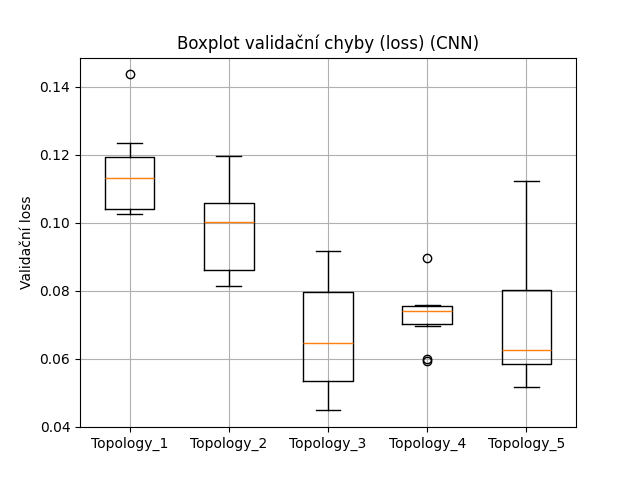 Boxplot validační chyby (loss) (CNN)
Validační loss
0.14
0.12
0.10
0.08
0.06
0.04
Topology_1 Topology_2 Topology_3 Topology_4 Topology_5